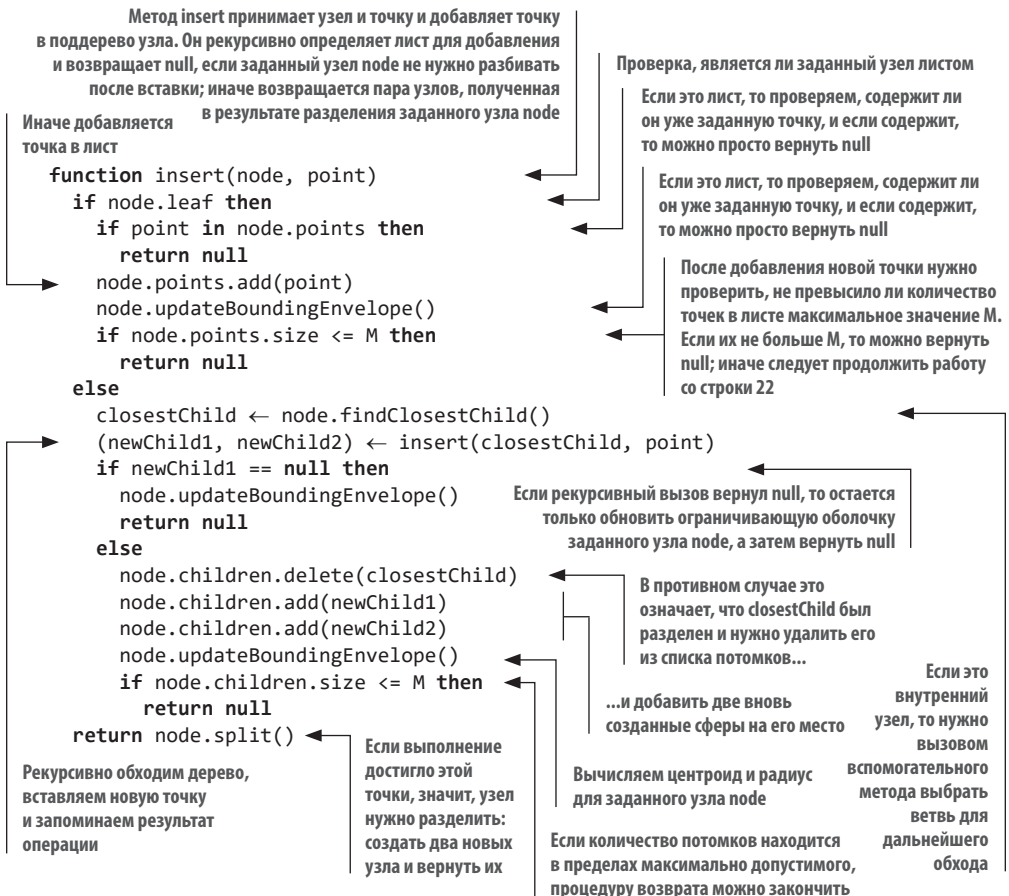 Метод insert принимает узел и точку и добавляет точку
в поддерево узла. Он рекурсивно определяет лист для добавления
и возвращает null, если заданный узел node не нужно разбивать
после вставки; иначе возвращается пара узлов, полученная
в результате разделения заданного узла node
Иначе добавляется
точка в лист
Проверка, является ли заданный узел листом
Если это лист, то проверяем, содержит ли
он уже заданную точку, и если содержит,
то можно просто вернуть null
Если это лист, то проверяем, содержит ли
он уже заданную точку, и если содержит,
то можно просто вернуть null
После добавления новой точки нужно
проверить, не превысило ли количество
точек в листе максимальное значение M.
Если их не больше M, то можно вернуть
null; иначе следует продолжить работу
со строки 22
function insert(node, point)
if node.leaf then
if point in node.points then
return null
node.points.add(point)
node.updateBoundingEnvelope()
if node.points.size <= M then
return null
else
closestChild ← node.findClosestChild()
(newChild1, newChild2) ← insert(closestChild, point)
if newChild1 == null then
node.updateBoundingEnvelope()
return null
else
node.children.delete(closestChild)
node.children.add(newChild1)
node.children.add(newChild2)
node.updateBoundingEnvelope()
if node.children.size <= M then
return null
return node.split()
Если рекурсивный вызов вернул null, то остается
только обновить ограничивающую оболочку
заданного узла node, а затем вернуть null
В противном случае это
означает, что closestChild был
разделен и нужно удалить его
из списка потомков...
...и добавить две вновь
созданные сферы на его место
Вычисляем центроид и радиус
для заданного узла node
Если это
внутренний
узел, то нужно
вызовом
вспомогательного
метода выбрать
ветвь для
дальнейшего
обхода
Рекурсивно обходим дерево,
вставляем новую точку
и запоминаем результат
операции
Если выполнение
достигло этой
точки, значит, узел
нужно разделить:
создать два новых
узла и вернуть их
Если количество потомков находится
в пределах максимально допустимого,
процедуру возврата можно закончить